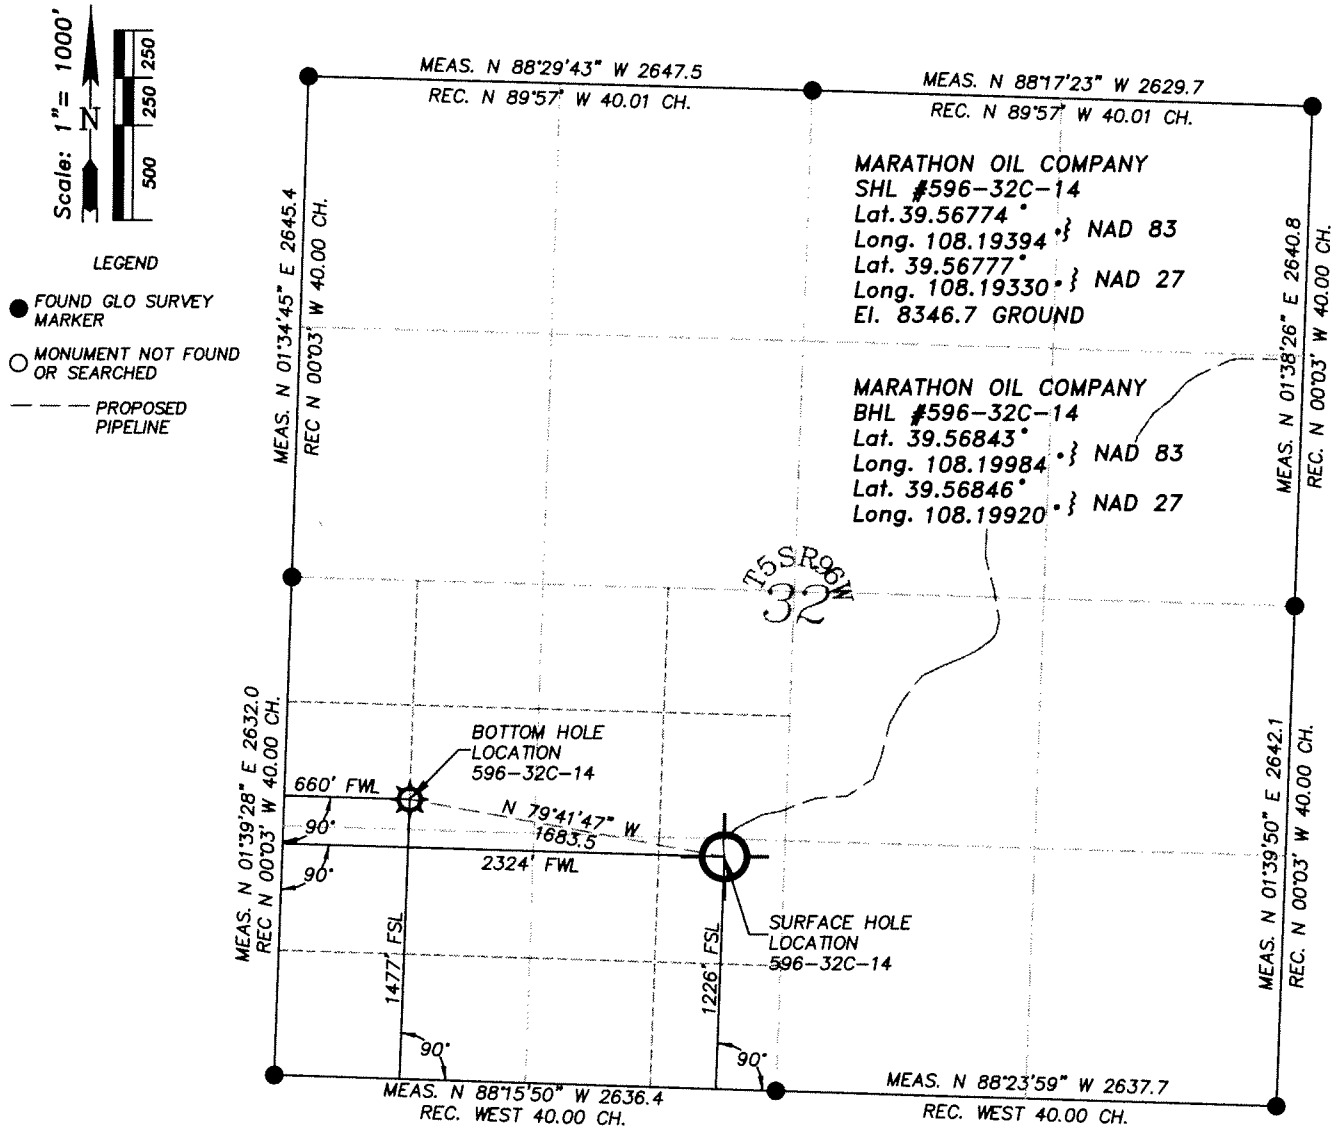 Scale: 1"= 1000'
N
250
250
500
LEGEND
FOUND GLO SURVEY
MARKER
MONUMENT NOT FOUND
OR SEARCHED
PROPOSED
PIPELINE
MEAS. N 88°29'43" W 2647.5
REC. N 89°57' W 40.01 CH.
MEAS. N 88°17'23" W 2629.7
REC. N 89°57' W 40.01 CH.
MEAS. N 01°34'45" E 2645.4
REC N 00°03' W 40.00 CH.
MARATHON OIL COMPANY
SHL #596-32C-14
Lat. 39.56774°
Long. 108.19394° } NAD 83
Lat. 39.56777°
Long. 108.19330° } NAD 27
El. 8346.7 GROUND
MARATHON OIL COMPANY
BHL #596-32C-14
Lat. 39.56843°
Long. 108.19984° } NAD 83
Lat. 39.56846°
Long. 108.19920° } NAD 27
MEAS. N 01°38'26" E 2640.8
REC. N 00°03' W 40.00 CH.
T5SR96W
32
MEAS. N 01°39'28" E 2632.0
REC N 00°03' W 40.00 CH.
BOTTOM HOLE
LOCATION
596-32C-14
660' FWL
90°
N 79°41'47" W
1683.5
2324' FWL
90°
1477' FSL
90°
1226' FSL
90°
SURFACE HOLE
LOCATION
596-32C-14
MEAS. N 01°39'50" E 2642.1
REC. N 00°03' W 40.00 CH.
MEAS. N 88°15'50" W 2636.4
REC. WEST 40.00 CH.
MEAS. N 88°23'59" W 2637.7
REC. WEST 40.00 CH.